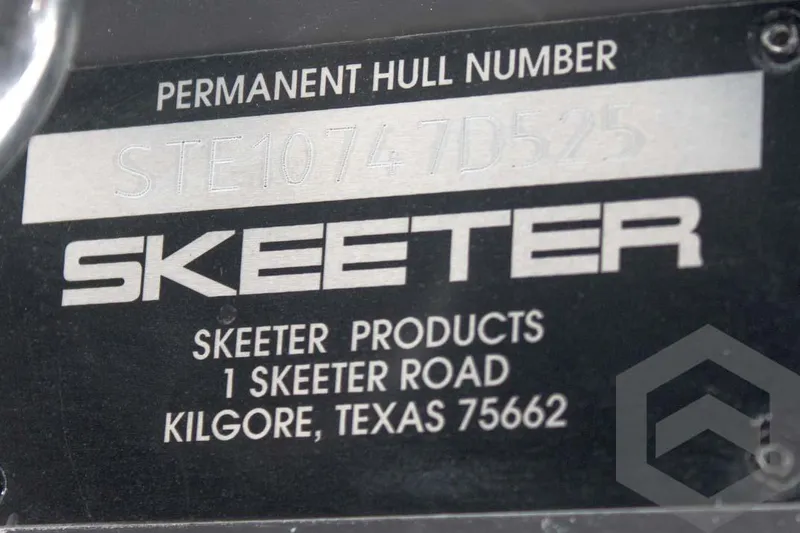 PERMANENT HULL NUMBER
STE10747D525
SKEETER
SKEETER PRODUCTS
1 SKEETER ROAD
KILGORE, TEXAS 75662